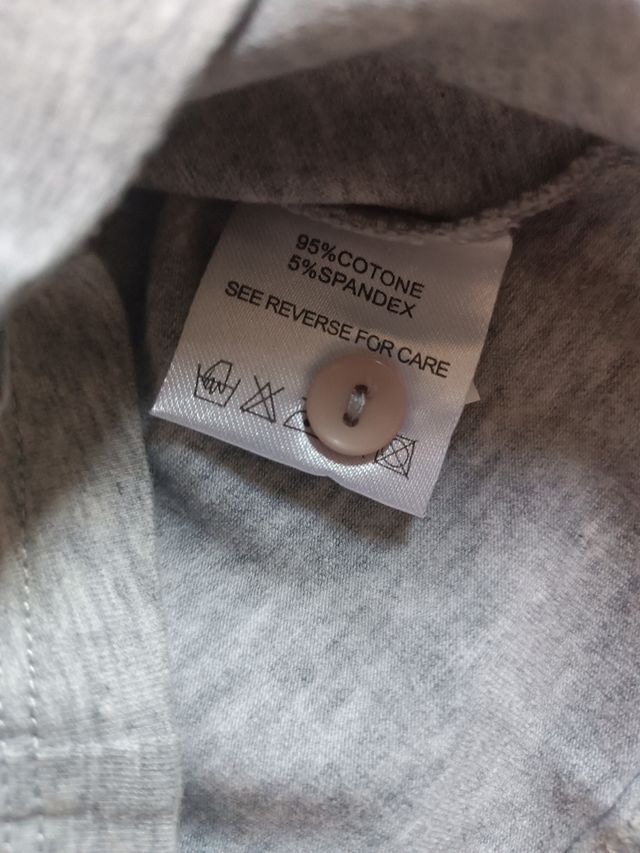 95%COTONE
5%SPANDEX
SEE REVERSE FOR CARE